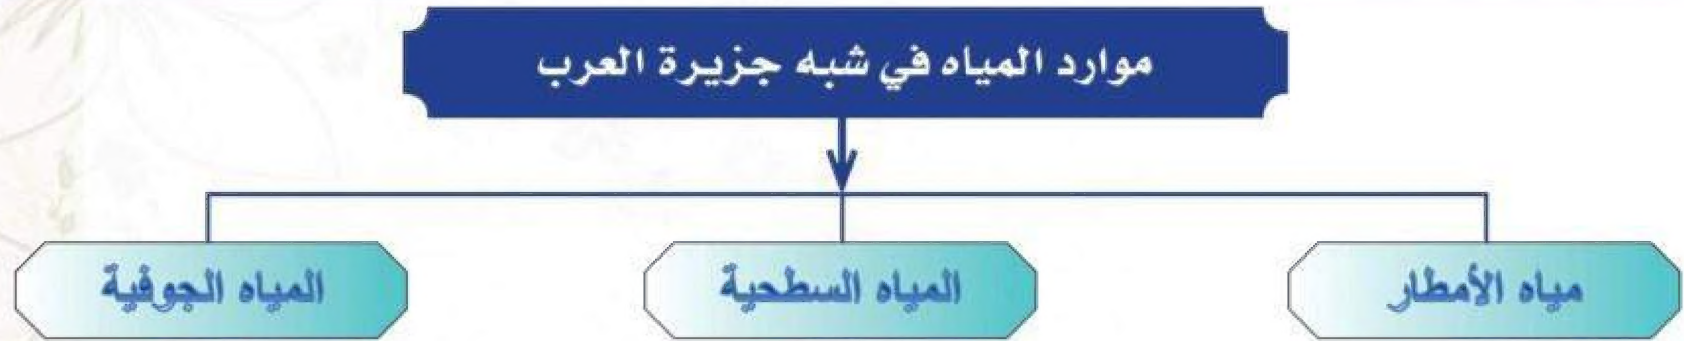 موارد المياه في شبه جزيرة العرب
مياه الأمطار
المياه السطحية
المياه الجوفية